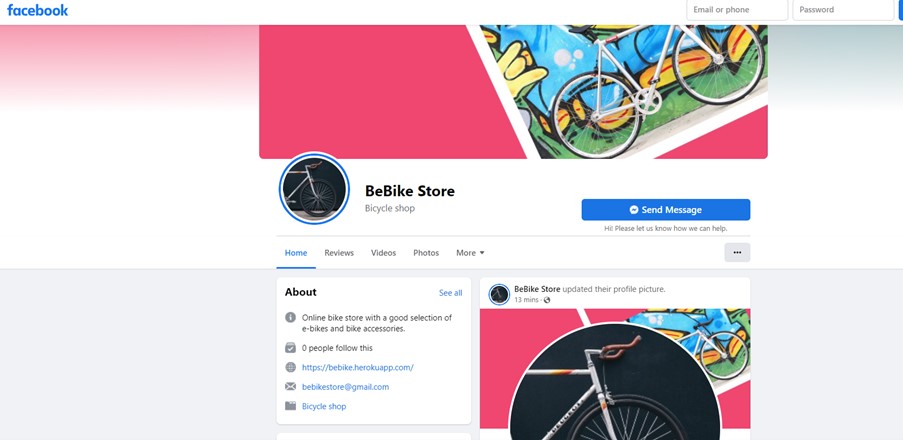 facebook
Email or phone
Password
BeBike Store
Bicycle shop
Send Message
Hi! Please let us know how we can help.
Home Reviews Videos Photos More
About
See all
Online bike store with a good selection of
e-bikes and bike accessories.
0 people follow this
https://bebike.herokuapp.com/
bebikestore@gmail.com
Bicycle shop
BeBike Store updated their profile picture.
13 mins ·